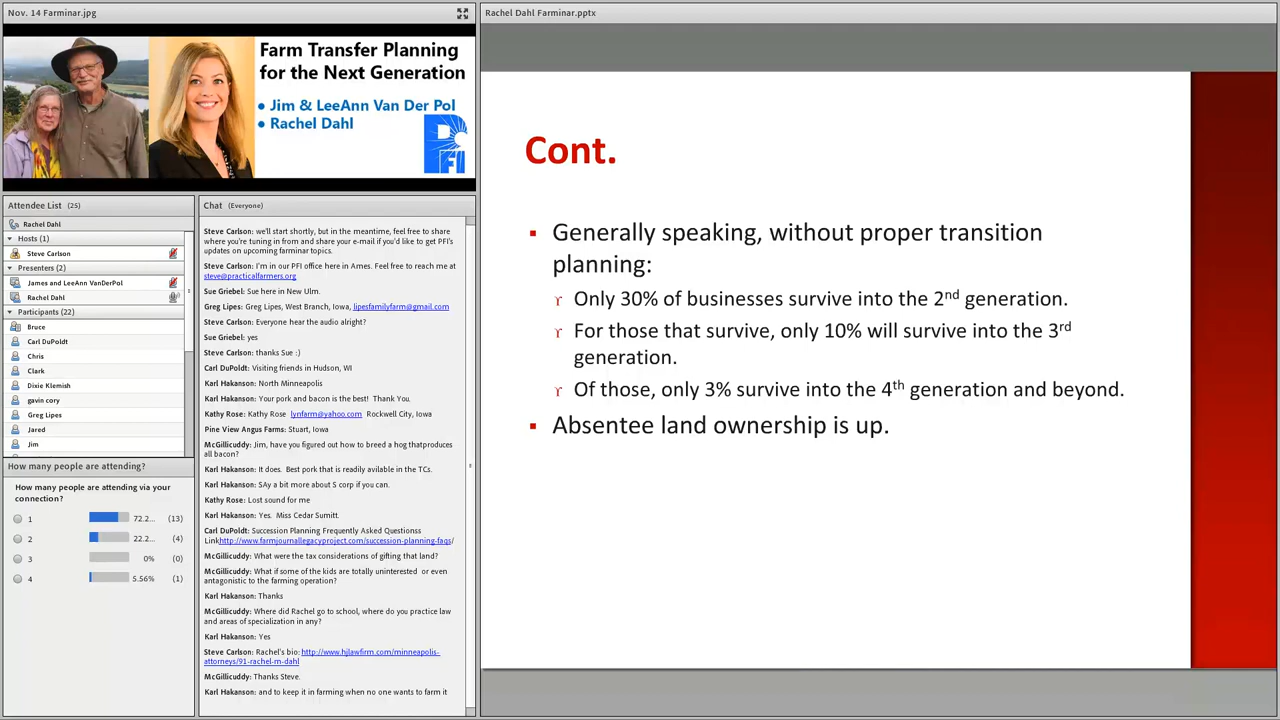 Nov. 14 Farminar.jpg
Farm Transfer Planning
for the Next Generation
• Jim & LeeAnn Van Der Pol
• Rachel Dahl
PFI
Attendee List (25)
Rachel Dahl
Hosts (1)
Steve Carlson
Presenters (2)
James and LeeAnn VanDerPol
Rachel Dahl
Participants (22)
Bruce
Carl DuPoldt
Chris
Clark
Dixie Klemish
gavin cory
Greg Lipes
Jared
Jim
How many people are attending?
How many people are attending via your
connection?
1 72.2... (13)
2 22.2... (4)
3 0% (0)
4 5.56% (1)
Chat (Everyone)
Steve Carlson: we'll start shortly, but in the meantime, feel free to share
where you're tuning in from and share your e-mail if you'd like to get PFI's
updates on upcoming farminar topics.
Steve Carlson: I'm in our PFI office here in Ames. Feel free to reach me at
steve@practicalfarmers.org
Sue Griebel: Sue here in New Ulm.
Greg Lipes: Greg Lipes, West Branch, Iowa, lipesfamilyfarm@gmail.com
Steve Carlson: Everyone hear the audio alright?
Sue Griebel: yes
Steve Carlson: thanks Sue :)
Carl DuPoldt: Visiting friends in Hudson, WI
Karl Hakanson: North Minneapolis
Karl Hakanson: Your pork and bacon is the best! Thank You.
Kathy Rose: Kathy Rose lynfarm@yahoo.com Rockwell City, Iowa
Pine View Angus Farms: Stuart, Iowa
McGillicuddy: Jim, have you figured out how to breed a hog thatproduces
all bacon?
Karl Hakanson: It does. Best pork that is readily avilable in the TCs.
Karl Hakanson: SAy a bit more about S corp if you can.
Kathy Rose: Lost sound for me
Karl Hakanson: Yes. Miss Cedar Sumitt.
Carl DuPoldt: Succession Planning Frequently Asked Questionss
Linkhttp://www.farmjournallegacyproject.com/succession-planning-faqs/
McGillicuddy: What were the tax considerations of gifting that land?
McGillicuddy: What if some of the kids are totally uninterested or even
antagonistic to the farming operation?
Karl Hakanson: Thanks
McGillicuddy: Where did Rachel go to school, where do you practice law
and areas of specialization in any?
Karl Hakanson: Yes
Steve Carlson: Rachel's bio: http://www.hjlawfirm.com/minneapolis-
attorneys/91-rachel-m-dahl
McGillicuddy: Thanks Steve.
Karl Hakanson: and to keep it in farming when no one wants to farm it
Rachel Dahl Farminar.pptx
Cont.
▪ Generally speaking, without proper transition
planning:
Only 30% of businesses survive into the 2nd generation.
For those that survive, only 10% will survive into the 3rd
generation.
Of those, only 3% survive into the 4th generation and beyond.
▪ Absentee land ownership is up.